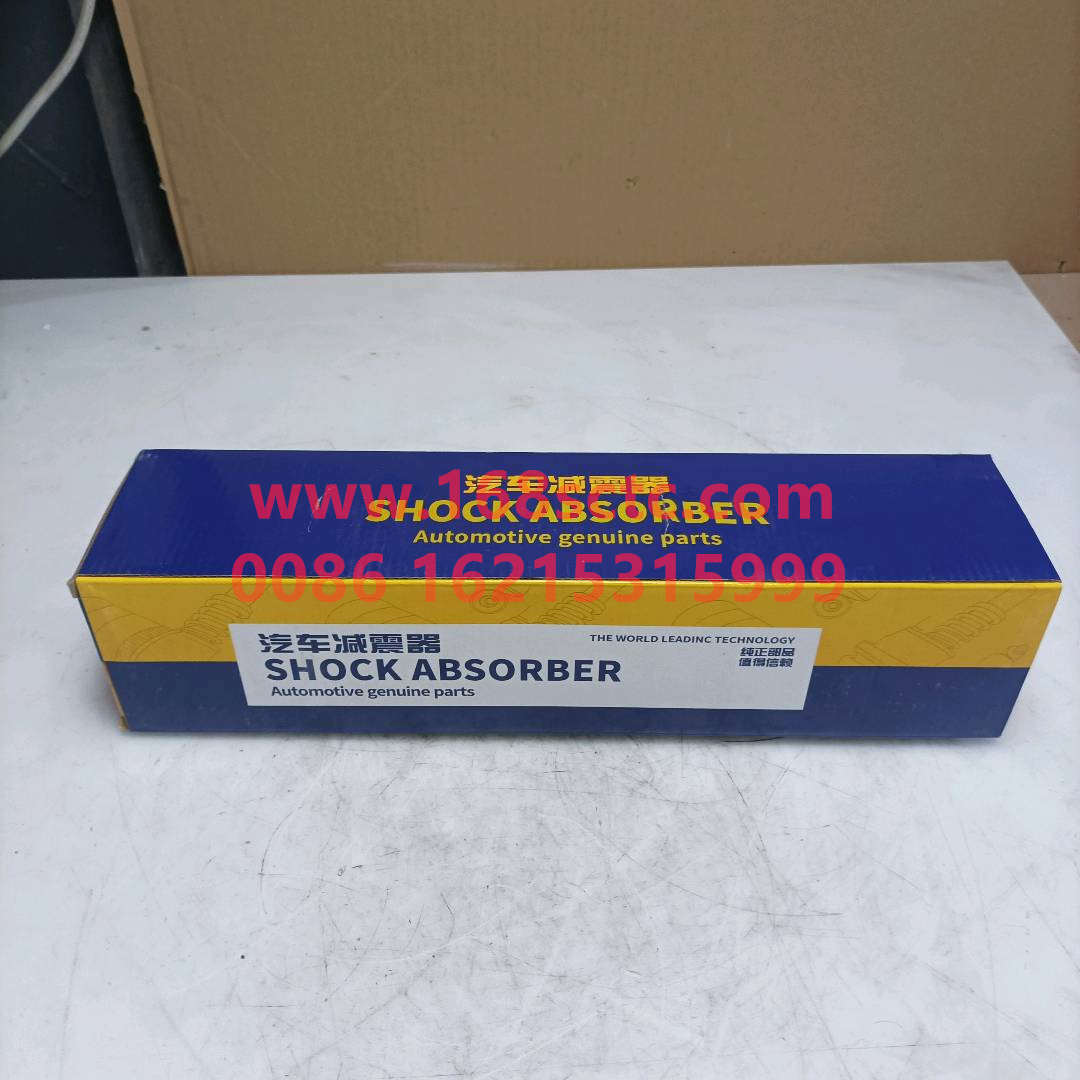 汽车减震器
www.168sctr.com
SHOCK ABSORBER
Automotive genuine parts
0086 16215315999
汽车减震器
THE WORLD LEADINC TECHNOLOGY
SHOCK ABSORBER
纯正部品
值得信赖
Automotive genuine parts